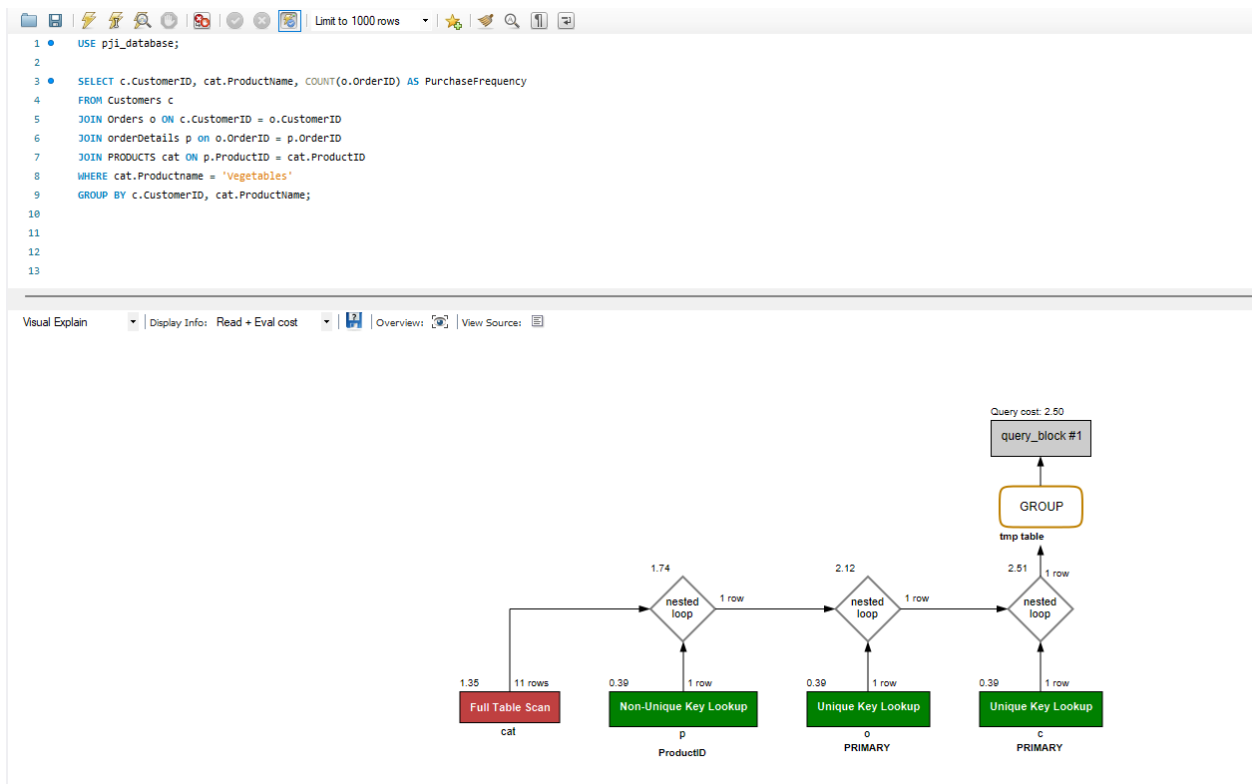 Limit to 1000 rows
1 USE pji_database;
2
3 SELECT c.CustomerID, cat.ProductName, COUNT(o.OrderID) AS PurchaseFrequency
4 FROM Customers c
5 JOIN Orders o ON c.CustomerID = o.CustomerID
6 JOIN orderDetails p on o.OrderID = p.OrderID
7 JOIN PRODUCTS cat ON p.ProductID = cat.ProductID
8 WHERE cat.Productname = 'Vegetables'
9 GROUP BY c.CustomerID, cat.ProductName;
10
11
12
13
Visual Explain Display Info: Read + Eval cost Overview: View Source:
Query cost: 2.50
query_block #1
GROUP
tmp table
1.74 2.12 2.51 1 row
nested loop 1 row nested loop 1 row nested loop
1.35 11 rows 0.39 1 row 0.39 1 row 0.39 1 row
Full Table Scan Non-Unique Key Lookup Unique Key Lookup Unique Key Lookup
cat p o c
ProductID PRIMARY PRIMARY